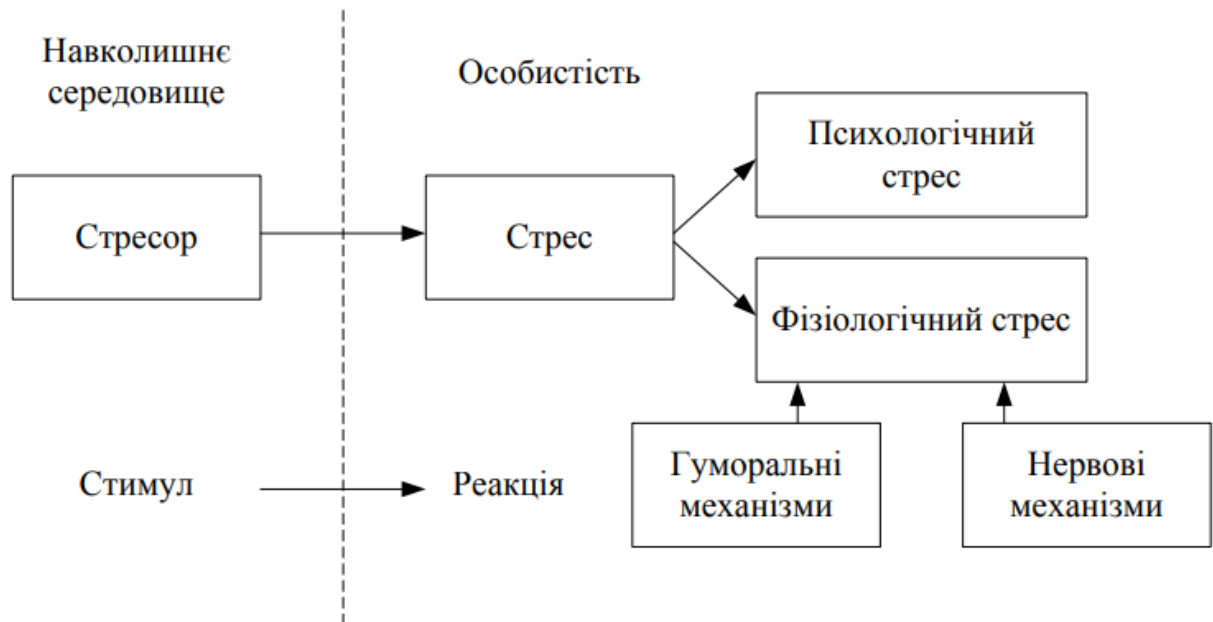 Навколишнє
середовище
Особистість
Психологічний
стрес
Стресор
Стрес
Фізіологічний стрес
Стимул
Реакція
Гуморальні
механізми
Нервові
механізми